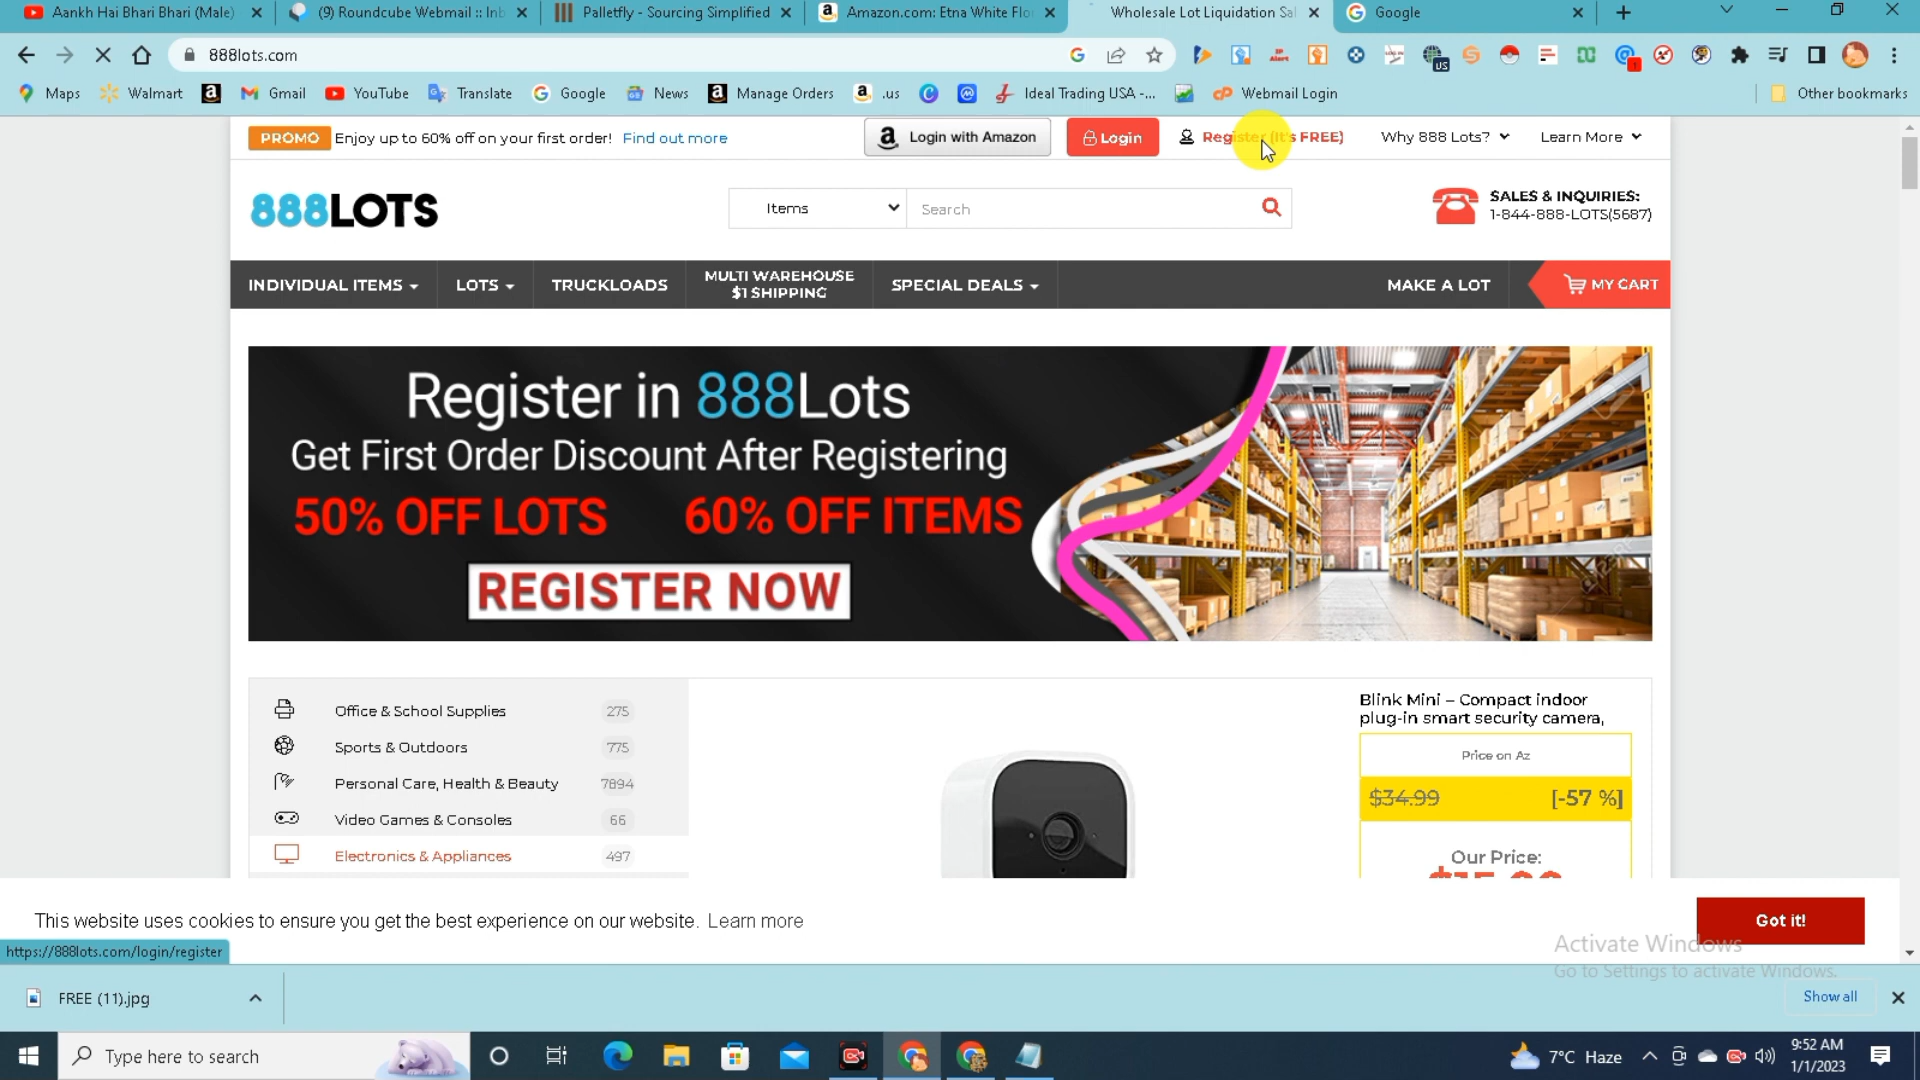 Aankh Hai Bhari Bhari (Male)
(9) Roundcube Webmail :: Inb
Palletfly - Sourcing Simplified
Amazon.com: Etna White Flo
Wholesale Lot Liquidation Sal
Google
888lots.com
Maps
Walmart
Gmail
YouTube
Translate
Google
News
Manage Orders
.us
Ideal Trading USA -...
Webmail Login
Other bookmarks
PROMO Enjoy up to 60% off on your first order! Find out more
Login with Amazon
Login
Register (It's FREE)
Why 888 Lots?
Learn More
888LOTS
Items
Search
SALES & INQUIRIES:
1-844-888-LOTS(5687)
INDIVIDUAL ITEMS
LOTS
TRUCKLOADS
MULTI WAREHOUSE
$1 SHIPPING
SPECIAL DEALS
MAKE A LOT
MY CART
Register in 888Lots
Get First Order Discount After Registering
50% OFF LOTS 60% OFF ITEMS
REGISTER NOW
Office & School Supplies 275
Sports & Outdoors 775
Personal Care, Health & Beauty 7894
Video Games & Consoles 66
Electronics & Appliances 497
Blink Mini – Compact indoor
plug-in smart security camera,
Price on Az
$34.99 [-57 %]
Our Price:
This website uses cookies to ensure you get the best experience on our website. Learn more
Got it!
https://888lots.com/login/register
Activate Windows
Go to Settings to activate Windows.
FREE (11).jpg
Show all
Type here to search
7°C Haze
9:52 AM
1/1/2023